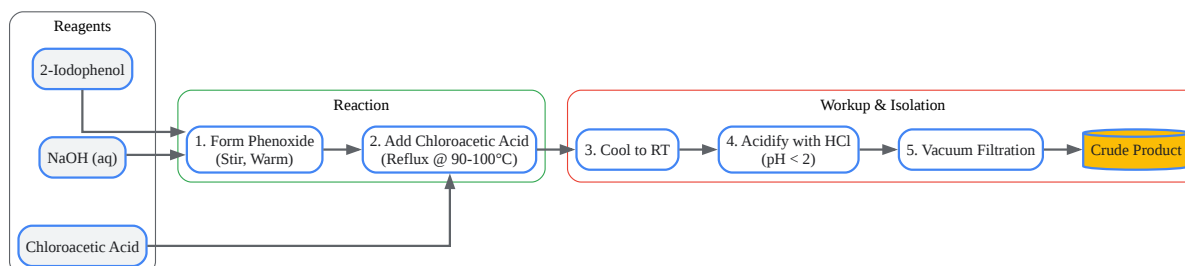 Reagents
2-Iodophenol
NaOH (aq)
Chloroacetic Acid
Reaction
1. Form Phenoxide
(Stir, Warm)
2. Add Chloroacetic Acid
(Reflux @ 90-100°C)
Workup & Isolation
3. Cool to RT
4. Acidify with HCl
(pH < 2)
5. Vacuum Filtration
Crude Product